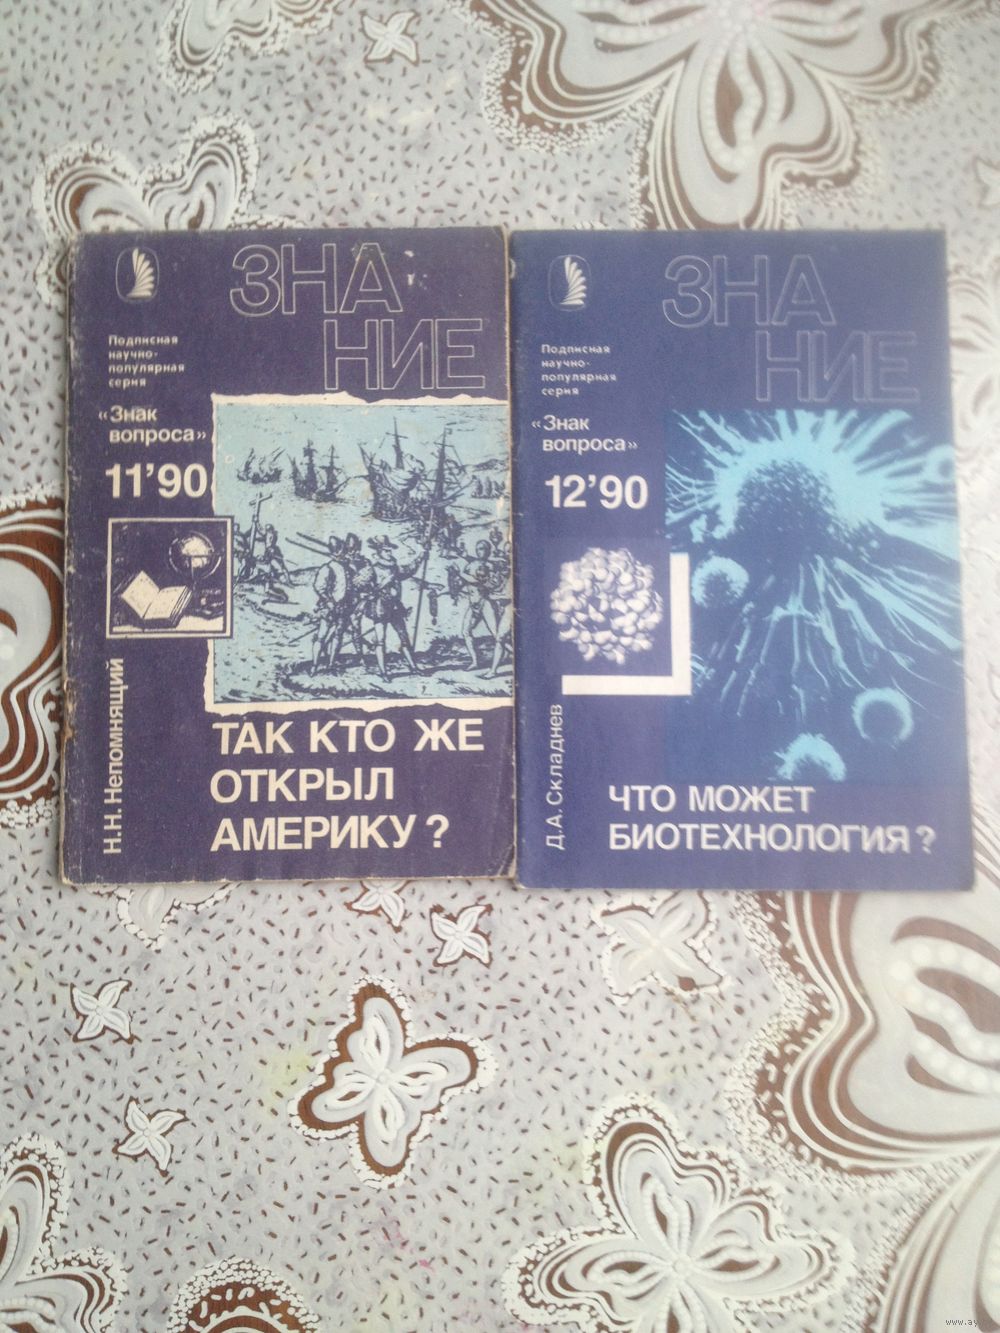 ЗНА
НИЕ
Подписная
научно-
популярная
серия
«Знак
вопроса»
11'90
Н.Н. Непомнящий
ТАК КТО ЖЕ
ОТКРЫЛ
АМЕРИКУ?
ЗНА
НИЕ
Подписная
научно-
популярная
серия
«Знак
вопроса»
12'90
Д.А. Складнев
ЧТО МОЖЕТ
БИОТЕХНОЛОГИЯ?